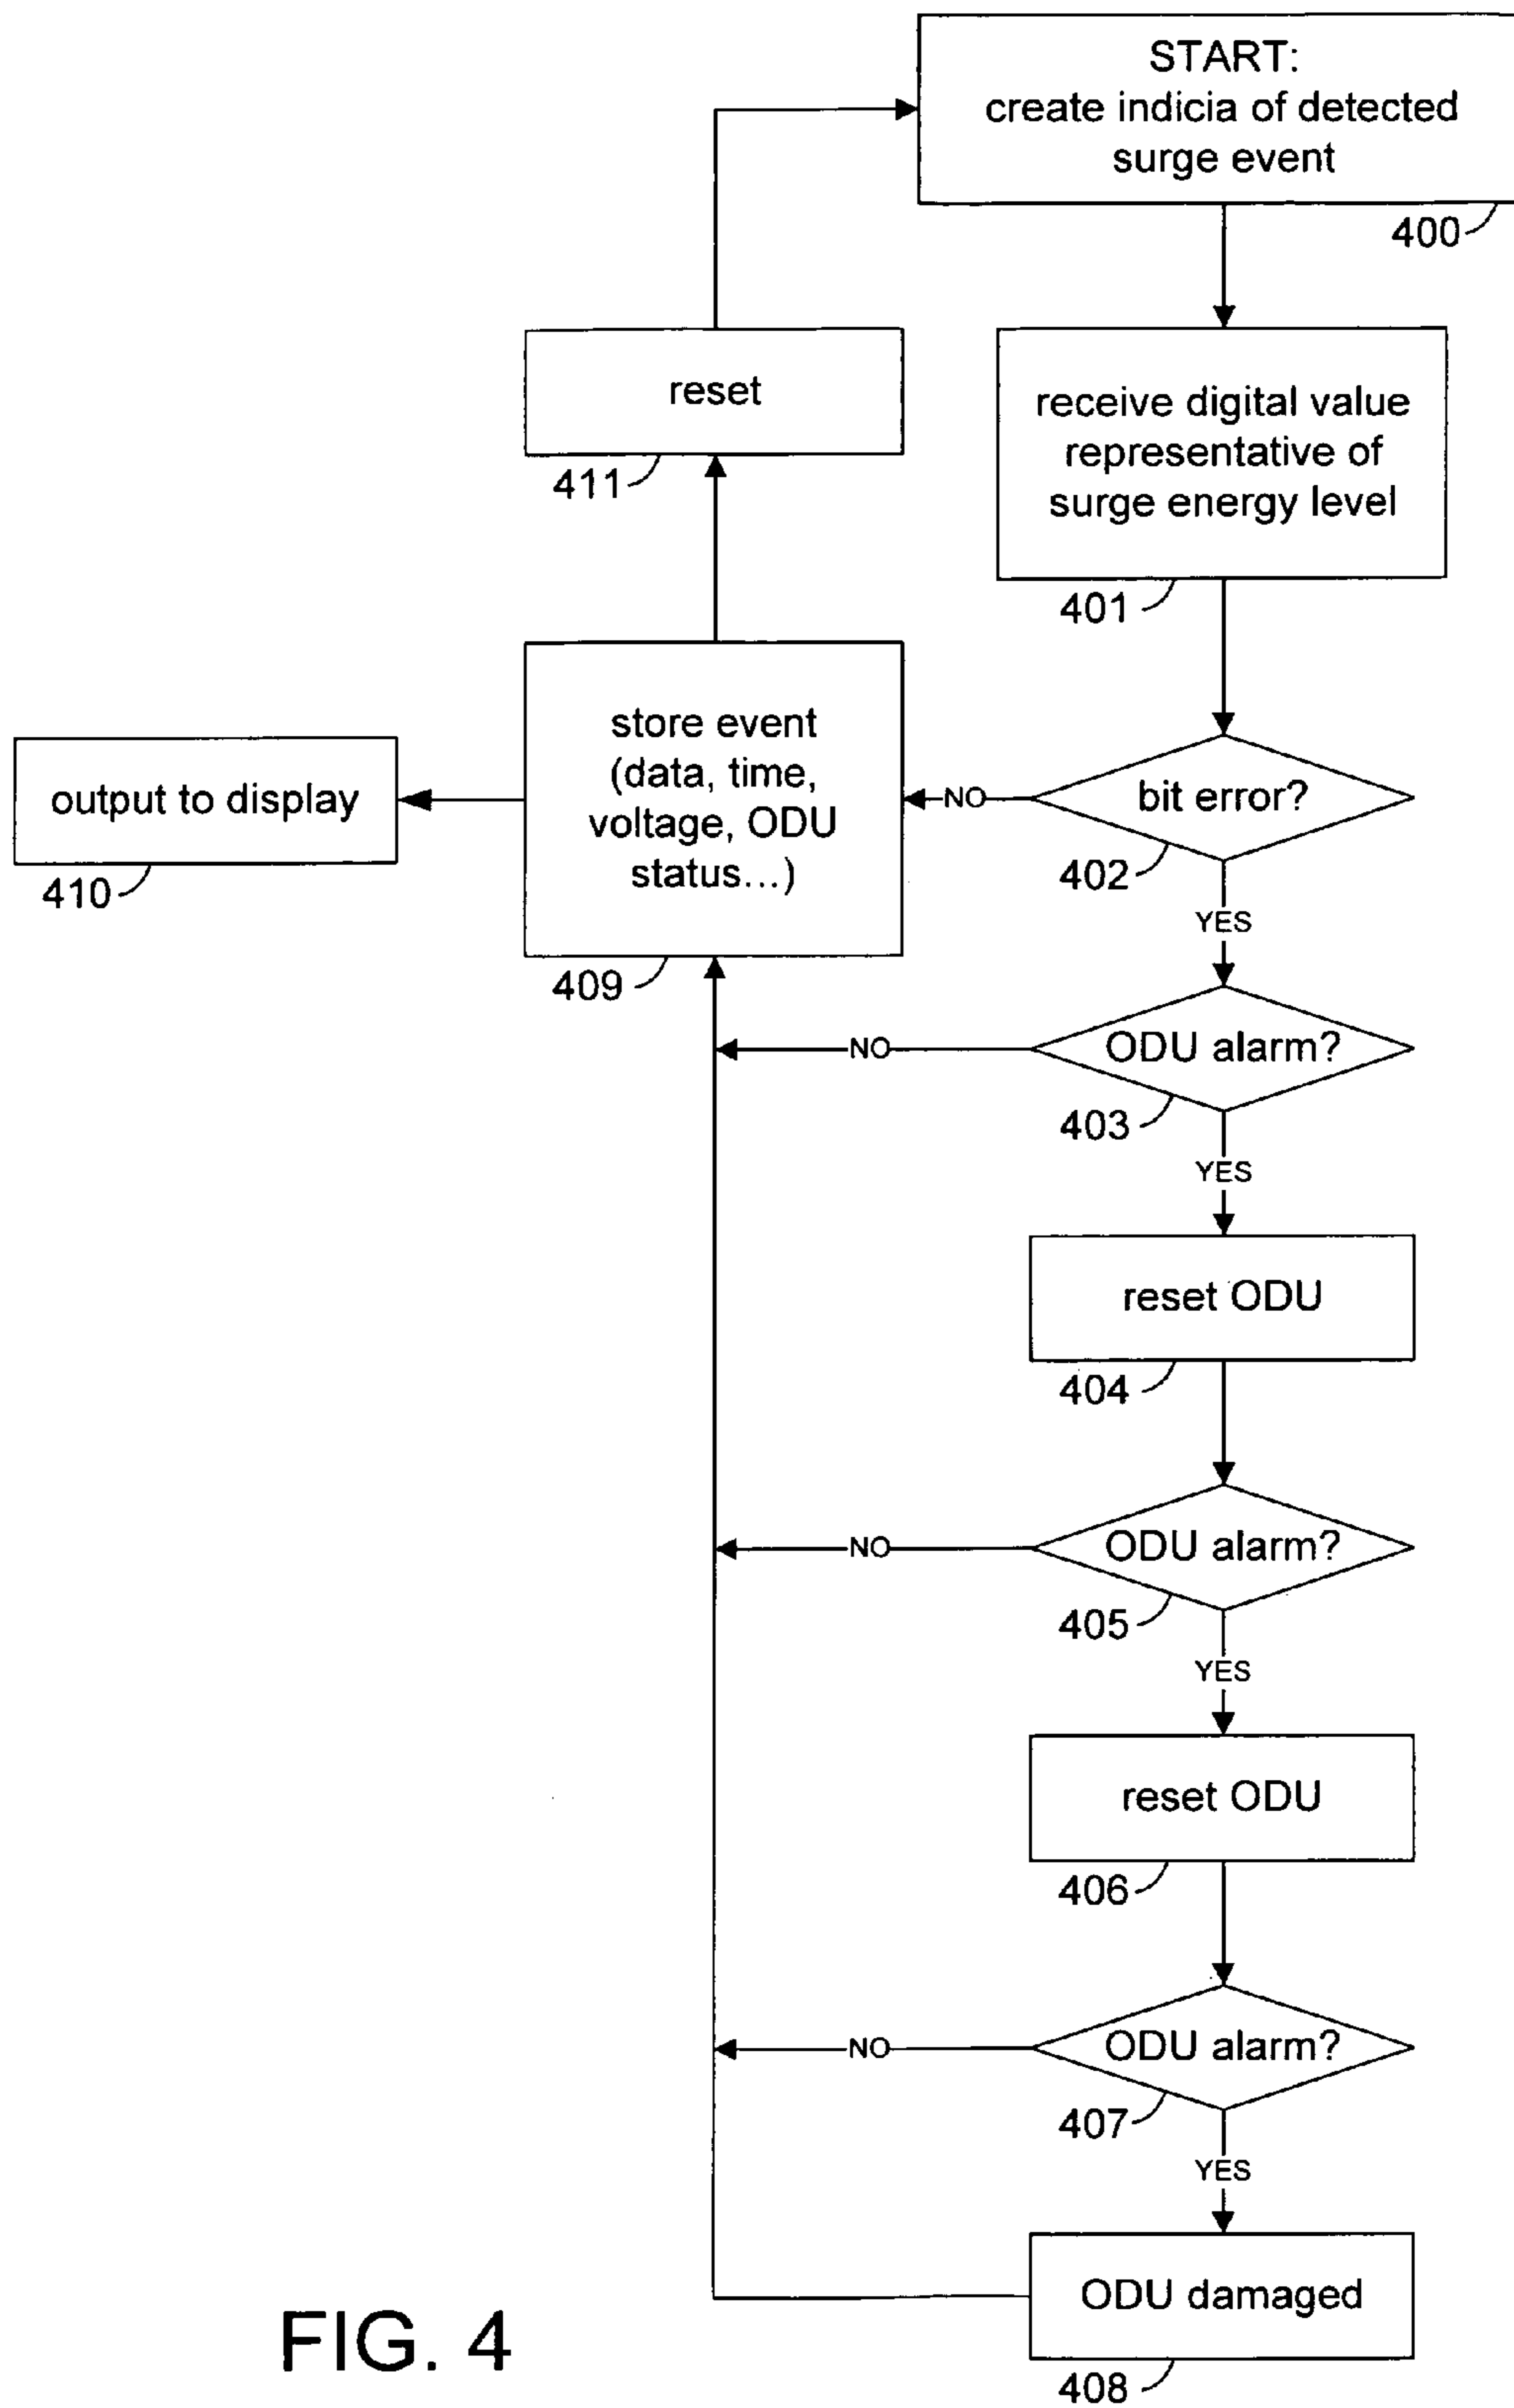 START:
create indicia of detected
surge event
400
reset
411
receive digital value
representative of
surge energy level
401
store event
(data, time,
voltage, ODU
status...)
409
output to display
410
bit error?
402
NO
YES
ODU alarm?
403
NO
YES
reset ODU
404
ODU alarm?
405
NO
YES
reset ODU
406
ODU alarm?
407
NO
YES
ODU damaged
408
FIG. 4